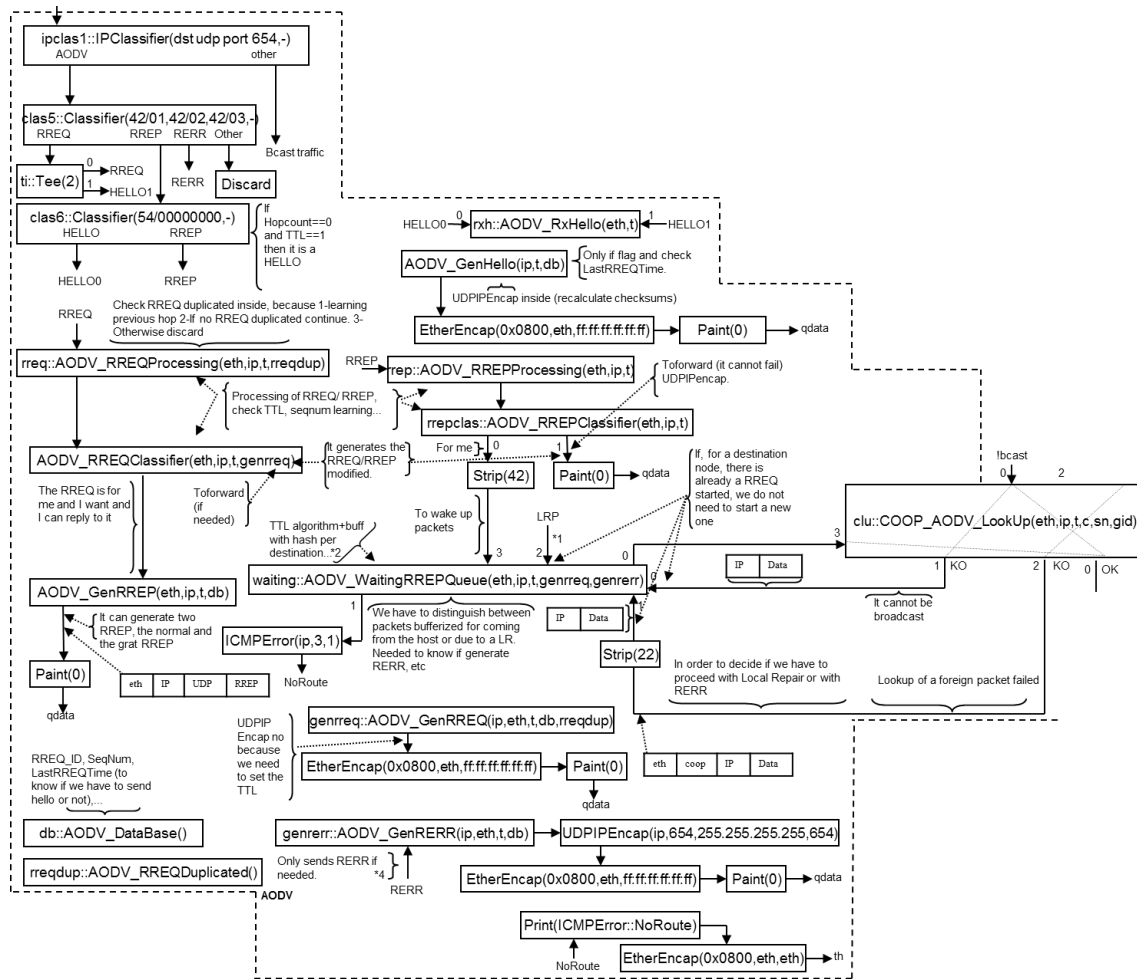 ipclas1::IPClassifier(dst udp port 654,-)
AODV
other
clas5::Classifier(42/01,42/02,42/03,-)
RREQ
RREP
RERR
Other
Bcast traffic
ti::Tee(2)
0
RREQ
1
HELLO1
RERR
Discard
clas6::Classifier(54/00000000,-)
HELLO
RREP
If
Hopcount==0
and TTL==1
then it is a
HELLO
HELLO0
RREP
HELLO0
0
rxh::AODV_RxHello(eth,t)
1
HELLO1
AODV_GenHello(ip,t,db)
Only if flag and check
LastRREQTime.
UDPIPEncap inside (recalculate checksums)
EtherEncap(0x0800,eth,ff:ff:ff:ff:ff:ff)
Paint(0)
qdata
Check RREQ duplicated inside, because 1-learning
previous hop 2-If no RREQ duplicated continue. 3-
Otherwise discard
RREQ
rreq::AODV_RREQProcessing(eth,ip,t,rreqdup)
RREP
rep::AODV_RREPProcessing(eth,ip,t)
Toforward (it cannot fail)
UDPIPencap.
Processing of RREQ/ RREP,
check TTL, seqnum learning...
rrepclas::AODV_RREPClassifier(eth,ip,t)
For me
0
1
Strip(42)
Paint(0)
qdata
AODV_RREQClassifier(eth,ip,t,genrreq)
It generates the
RREQ/RREP
modified.
If, for a destination
node, there is
already a RREQ
started, we do not
need to start a new
one
!bcast
0
2
clu::COOP_AODV_LookUp(eth,ip,t,c,sn,gid)
3
1
KO
2
KO
0
OK
The RREQ is for
me and I want and
I can reply to it
Toforward
(if
needed)
To wake up
packets
TTL algorithm+buff
with hash per
destination...*2
LRP
*1
3
2
0
waiting::AODV_WaitingRREPQueue(eth,ip,t,genrreq,genrerr)
0
1
1
IP
Data
It cannot be
broadcast
AODV_GenRREP(eth,ip,t,db)
It can generate two
RREP, the normal and
the grat RREP
We have to distinguish between
packets bufferized for coming
from the host or due to a LR.
Needed to know if generate
RERR, etc
IP
Data
ICMPError(ip,3,1)
NoRoute
Strip(22)
Paint(0)
qdata
eth
IP
UDP
RREP
In order to decide if we have to
proceed with Local Repair or with
RERR
Lookup of a foreign packet failed
UDPIP
Encap no
because
we need
to set the
TTL
genrreq::AODV_GenRREQ(ip,eth,t,db,rreqdup)
EtherEncap(0x0800,eth,ff:ff:ff:ff:ff:ff)
Paint(0)
qdata
eth
coop
IP
Data
RREQ_ID, SeqNum,
LastRREQTime (to
know if we have to send
hello or not),...
db::AODV_DataBase()
rreqdup::AODV_RREQDuplicated()
AODV
genrerr::AODV_GenRERR(ip,eth,t,db)
UDPIPEncap(ip,654,255.255.255.255,654)
Only sends RERR if
needed.
*4
RERR
EtherEncap(0x0800,eth,ff:ff:ff:ff:ff:ff)
Paint(0)
qdata
Print(ICMPError::NoRoute)
NoRoute
EtherEncap(0x0800,eth,eth)
th